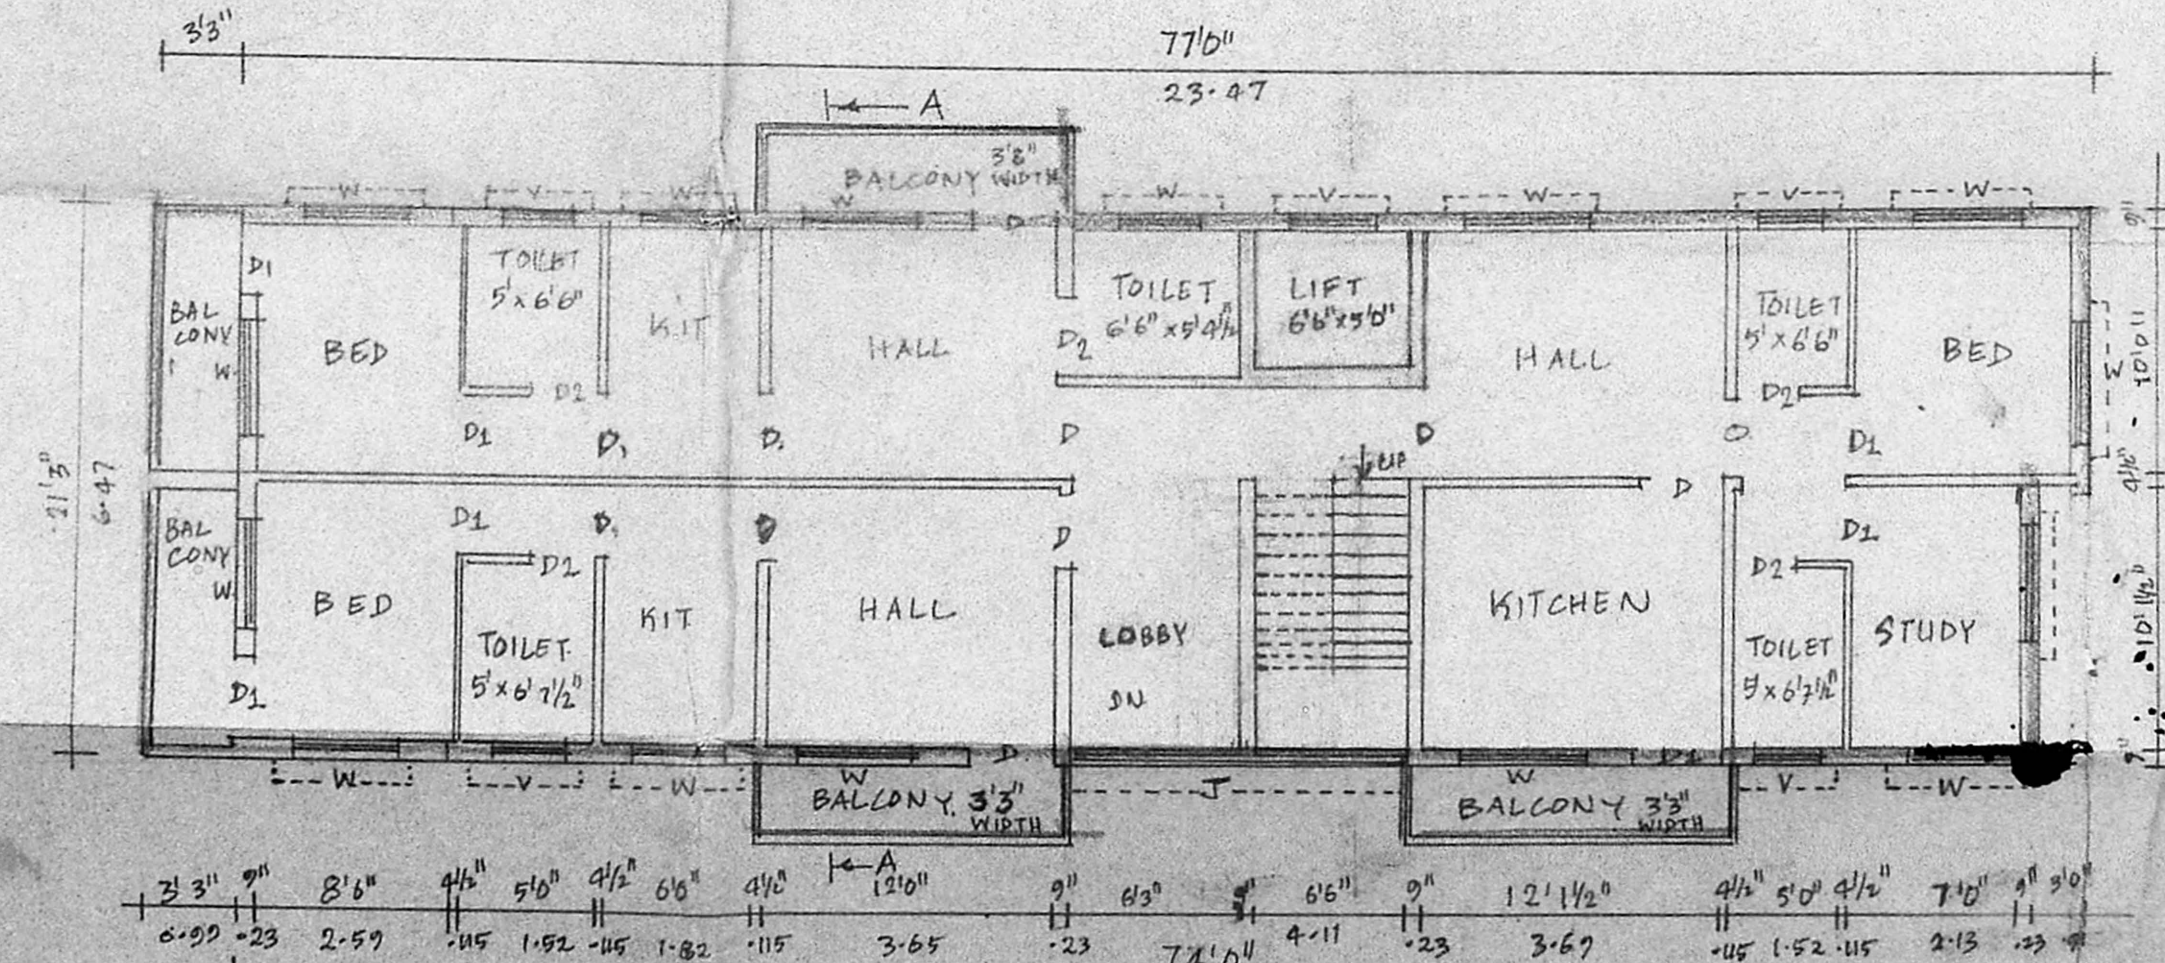 3'3"
77'0"
23.47
A
BALCONY 3'3" WIDTH
W V W W D W V W V W
D1
TOILET
5' x 6'6"
BAL
CONY
W
BED
KIT
HALL
TOILET
6'6" x 5'4½"
LIFT
6'6" x 5'0"
D2
HALL
TOILET
5' x 6'6"
BED
W
D2
D2
D1 D D D D D1
UP
21'3"
6.47
9"
10'0"
4½"
10'1½"
9"
D
BAL
CONY
W
D1
D2
D1
D
D1
D2
BED
KIT
HALL
LOBBY
KITCHEN
STUDY
TOILET
5' x 6'7½"
TOILET
5' x 6'7½"
D1
DN
D D1
W V W W J W V W
BALCONY 3'3"
WIDTH
BALCONY 3'3"
WIDTH
A
3'3" 9" 8'6" 4½" 5'0" 4½" 6'0" 4½" 12'0" 9" 6'3" 9" 6'6" 9" 12'1½" 4½" 5'0" 4½" 7'0" 9" 3'0"
0.99 .23 2.59 .115 1.52 .115 1.82 .115 3.65 .23 4.11 .23 3.69 .115 1.52 .115 2.13 .23
74'0"